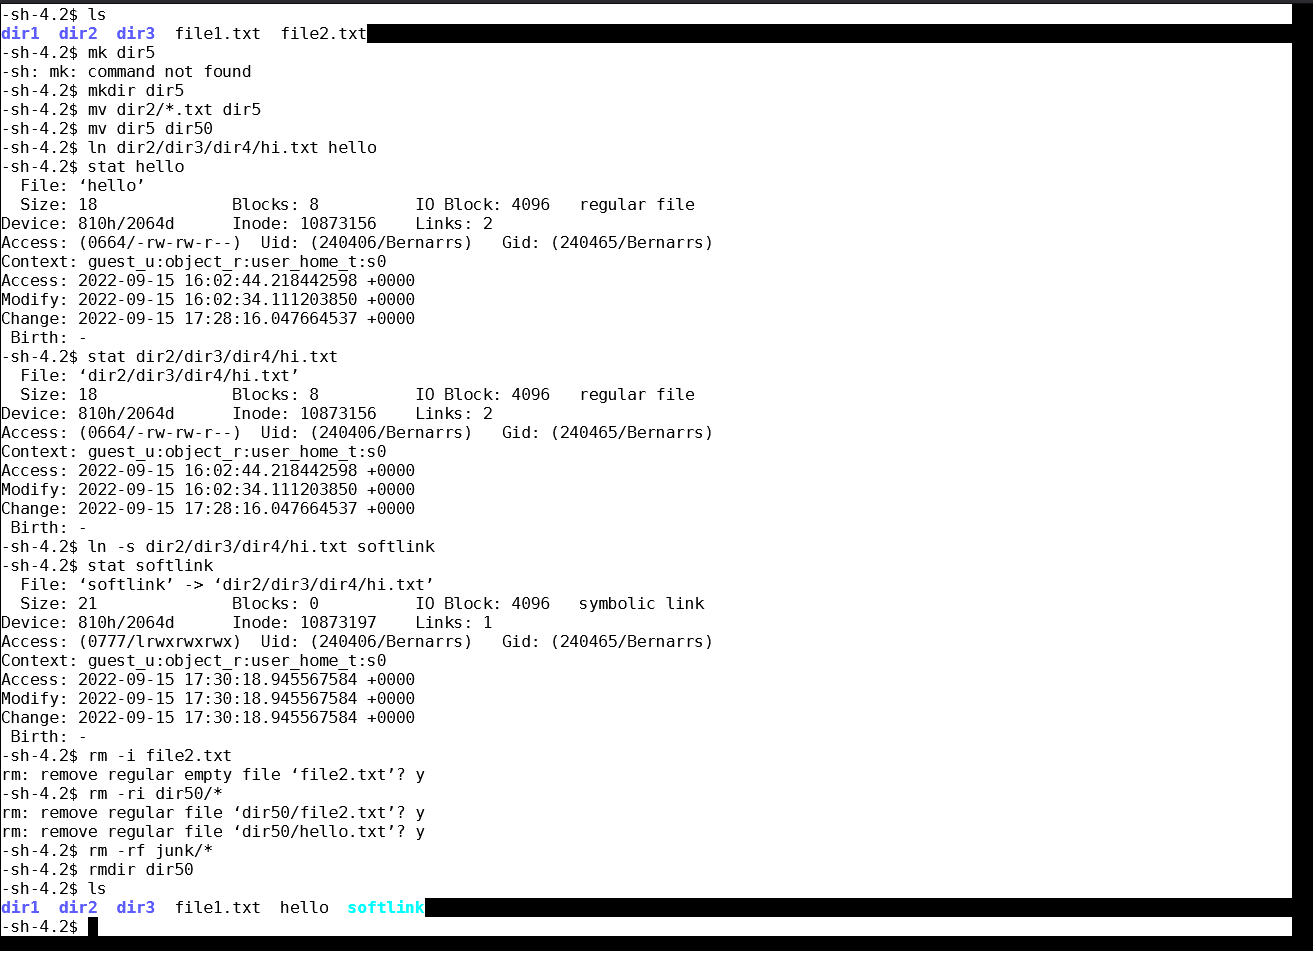 -sh-4.2$ ls
dir1  dir2  dir3  file1.txt  file2.txt
-sh-4.2$ mk dir5
-sh: mk: command not found
-sh-4.2$ mkdir dir5
-sh-4.2$ mv dir2/*.txt dir5
-sh-4.2$ mv dir5 dir50
-sh-4.2$ ln dir2/dir3/dir4/hi.txt hello
-sh-4.2$ stat hello
  File: ‘hello’
  Size: 18              Blocks: 8          IO Block: 4096   regular file
Device: 810h/2064d      Inode: 10873156    Links: 2
Access: (0664/-rw-rw-r--)  Uid: (240406/Bernarrs)   Gid: (240465/Bernarrs)
Context: guest_u:object_r:user_home_t:s0
Access: 2022-09-15 16:02:44.218442598 +0000
Modify: 2022-09-15 16:02:34.111203850 +0000
Change: 2022-09-15 17:28:16.047664537 +0000
 Birth: -
-sh-4.2$ stat dir2/dir3/dir4/hi.txt
  File: ‘dir2/dir3/dir4/hi.txt’
  Size: 18              Blocks: 8          IO Block: 4096   regular file
Device: 810h/2064d      Inode: 10873156    Links: 2
Access: (0664/-rw-rw-r--)  Uid: (240406/Bernarrs)   Gid: (240465/Bernarrs)
Context: guest_u:object_r:user_home_t:s0
Access: 2022-09-15 16:02:44.218442598 +0000
Modify: 2022-09-15 16:02:34.111203850 +0000
Change: 2022-09-15 17:28:16.047664537 +0000
 Birth: -
-sh-4.2$ ln -s dir2/dir3/dir4/hi.txt softlink
-sh-4.2$ stat softlink
  File: ‘softlink’ -> ‘dir2/dir3/dir4/hi.txt’
  Size: 21              Blocks: 0          IO Block: 4096   symbolic link
Device: 810h/2064d      Inode: 10873197    Links: 1
Access: (0777/lrwxrwxrwx)  Uid: (240406/Bernarrs)   Gid: (240465/Bernarrs)
Context: guest_u:object_r:user_home_t:s0
Access: 2022-09-15 17:30:18.945567584 +0000
Modify: 2022-09-15 17:30:18.945567584 +0000
Change: 2022-09-15 17:30:18.945567584 +0000
 Birth: -
-sh-4.2$ rm -i file2.txt
rm: remove regular empty file ‘file2.txt’? y
-sh-4.2$ rm -ri dir50/*
rm: remove regular file ‘dir50/file2.txt’? y
rm: remove regular file ‘dir50/hello.txt’? y
-sh-4.2$ rm -rf junk/*
-sh-4.2$ rmdir dir50
-sh-4.2$ ls
dir1  dir2  dir3  file1.txt  hello  softlink
-sh-4.2$